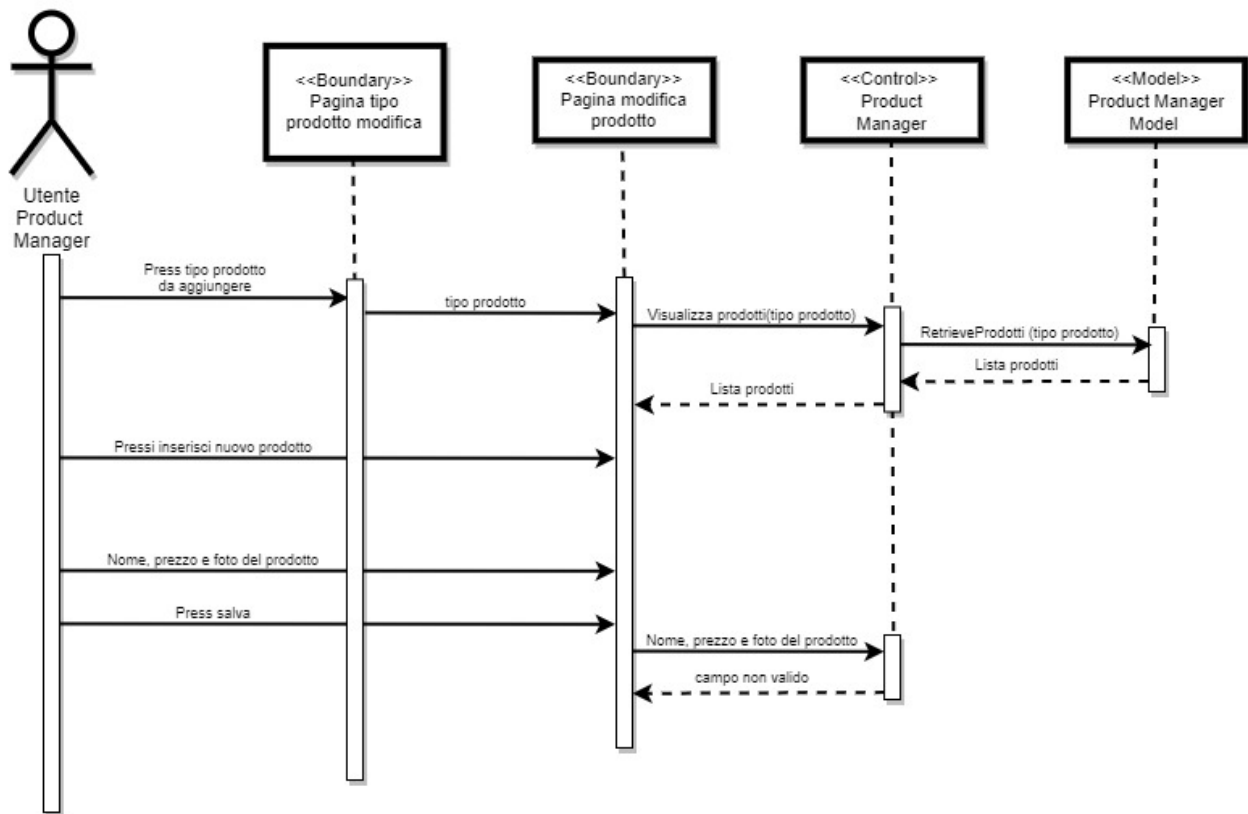 <<Boundary>>
Pagina tipo
prodotto modifica
<<Boundary>>
Pagina modifica
prodotto
<<Control>>
Product
Manager
<<Model>>
Product Manager
Model
Utente
Product
Manager
Press tipo prodotto
da aggiungere
tipo prodotto
Visualizza prodotti(tipo prodotto)
RetrieveProdotti (tipo prodotto)
Lista prodotti
Lista prodotti
Pressi inserisci nuovo prodotto
Nome, prezzo e foto del prodotto
Press salva
Nome, prezzo e foto del prodotto
campo non valido